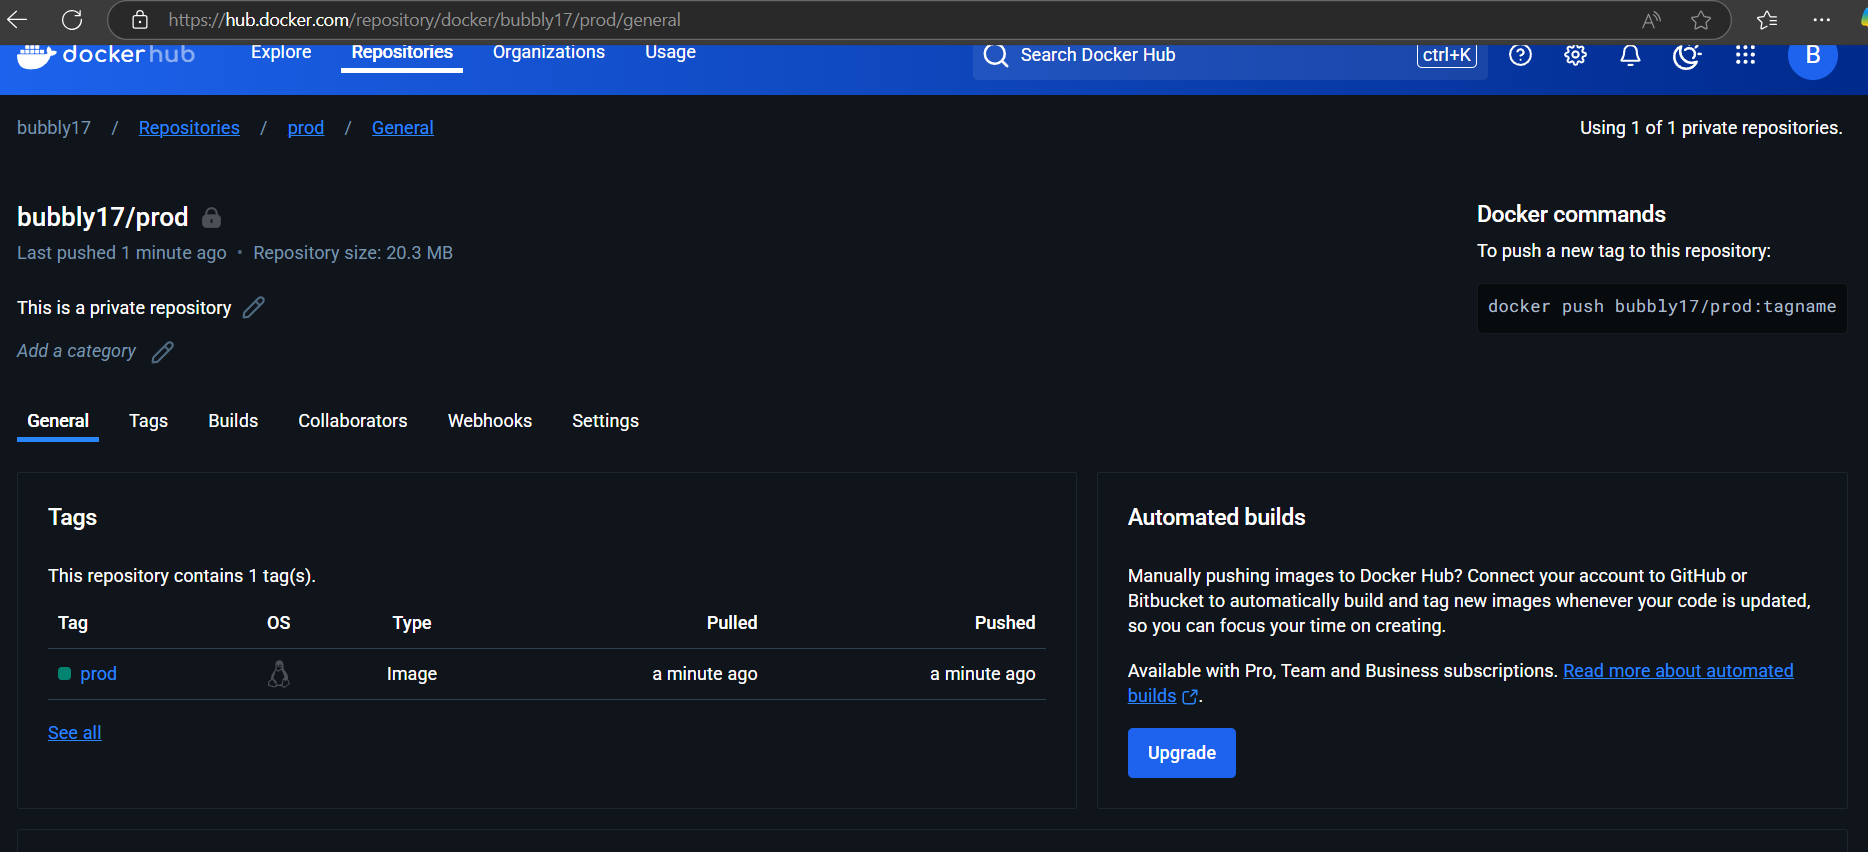 https://hub.docker.com/repository/docker/bubbly17/prod/general
dockerhub
Explore
Repositories
Organizations
Usage
Search Docker Hub
ctrl+K
B
bubbly17 / Repositories / prod / General
Using 1 of 1 private repositories.
bubbly17/prod
Last pushed 1 minute ago • Repository size: 20.3 MB
This is a private repository
Add a category
Docker commands
To push a new tag to this repository:
docker push bubbly17/prod:tagname
General
Tags
Builds
Collaborators
Webhooks
Settings
Tags
This repository contains 1 tag(s).
Tag OS Type Pulled Pushed
prod Image a minute ago a minute ago
See all
Automated builds
Manually pushing images to Docker Hub? Connect your account to GitHub or
Bitbucket to automatically build and tag new images whenever your code is updated,
so you can focus your time on creating.
Available with Pro, Team and Business subscriptions. Read more about automated
builds.
Upgrade